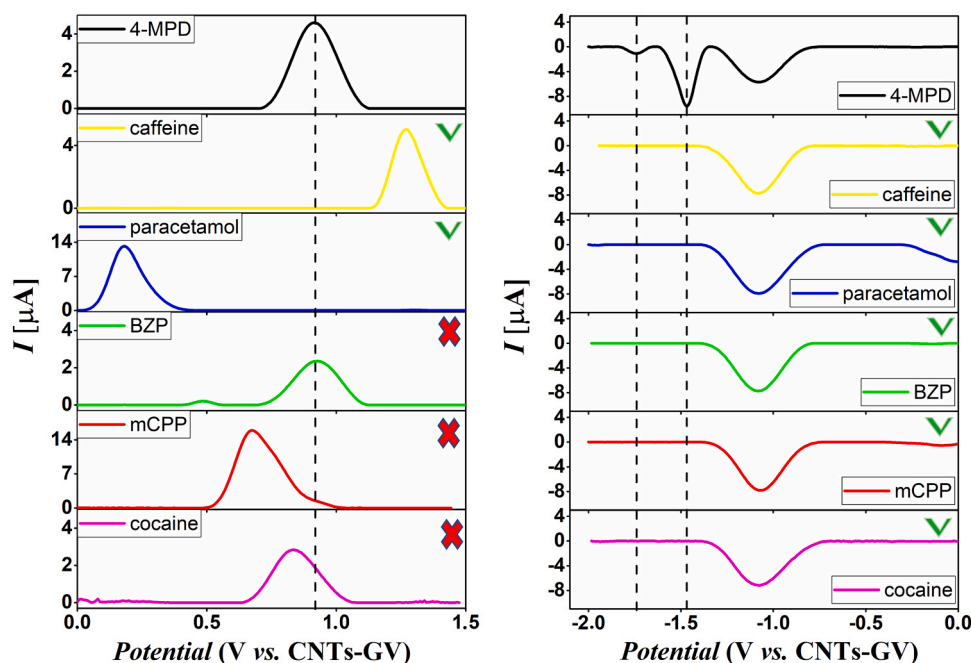 4-MPD
4
2
0
caffeine
4
0
paracetamol
14
7
0
BZP
4
2
0
mCPP
14
7
0
cocaine
4
2
0
0.0 0.5 1.0 1.5
I [µA]
Potential (V vs. CNTs-GV)
4
0
-4
-8
4-MPD
4
0
-4
-8
caffeine
4
0
-4
-8
paracetamol
4
0
-4
-8
BZP
4
0
-4
-8
mCPP
4
0
-4
-8
cocaine
-2.0 -1.5 -1.0 -0.5 0.0
I [µA]
Potential (V vs. CNTs-GV)